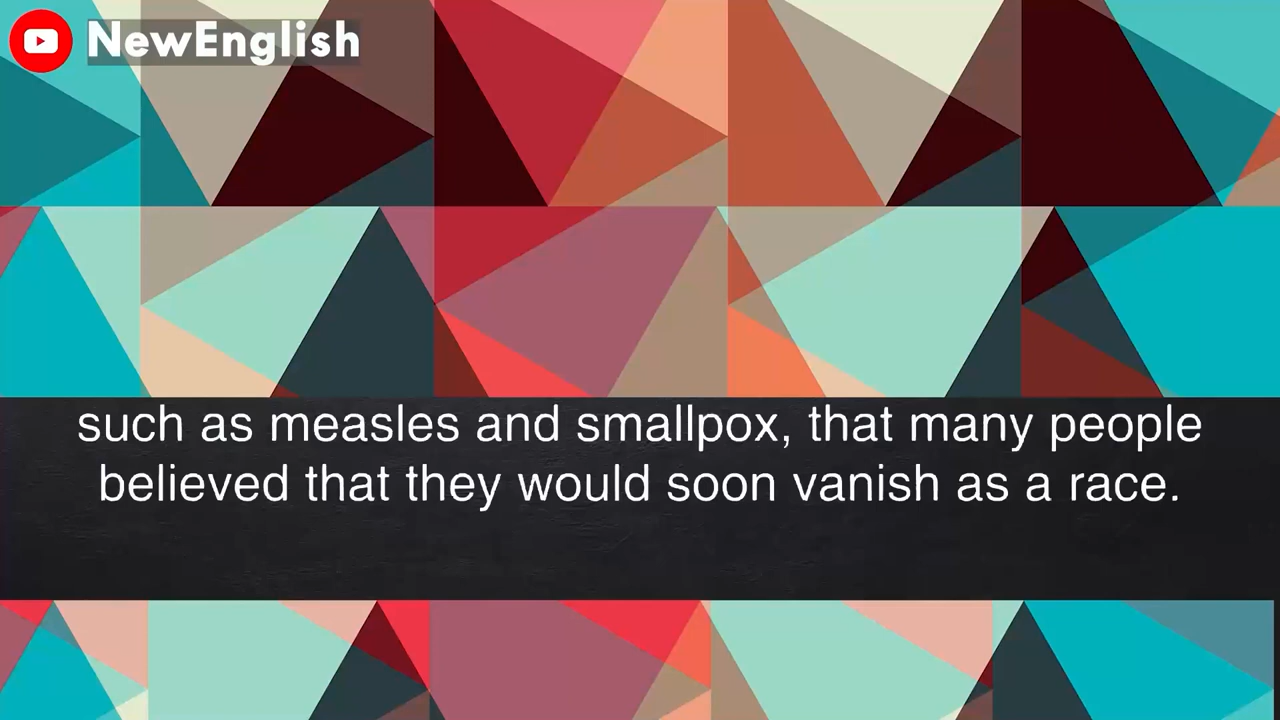 NewEnglish
such as measles and smallpox, that many people
believed that they would soon vanish as a race.